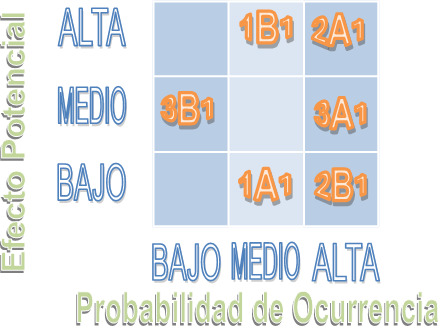 Efecto Potencial
ALTA 1B1 2A1
MEDIO 3B1 3A1
BAJO 1A1 2B1
BAJO MEDIO ALTA
Probabilidad de Ocurrencia